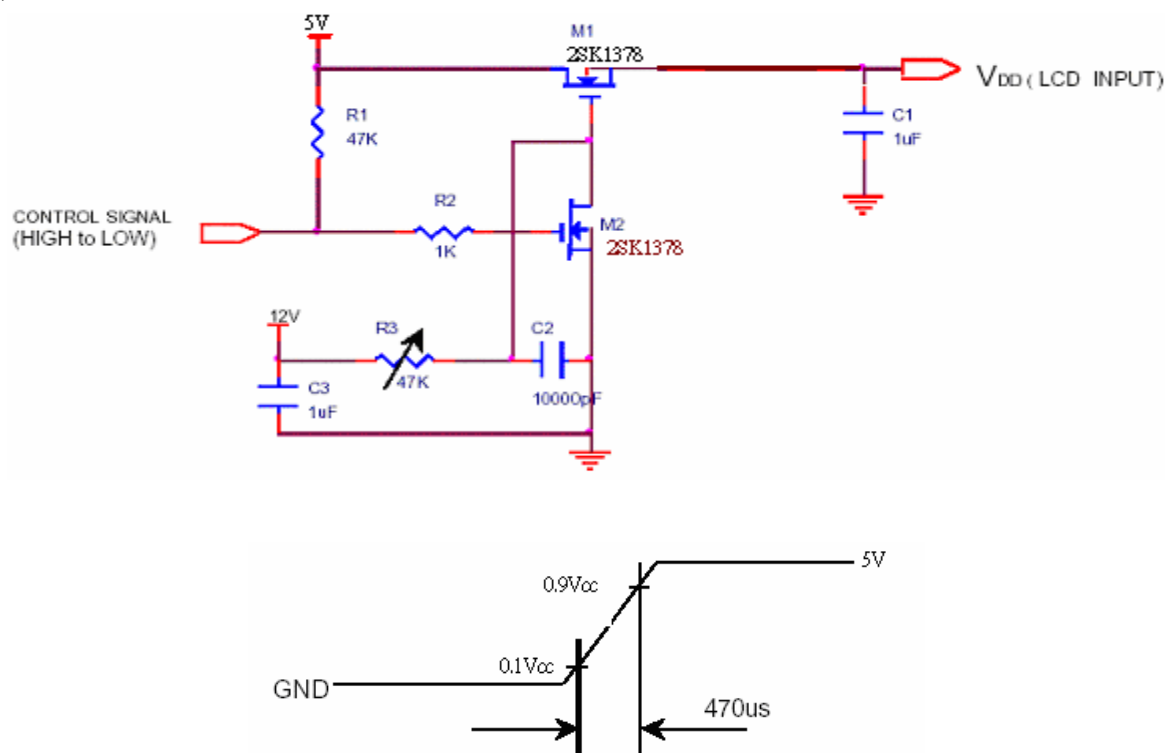 5V
M1
2SK1378
VDD ( LCD INPUT)
R1
47K
C1
1uF
R2
1K
CONTROL SIGNAL
(HIGH to LOW)
M2
2SK1378
12V
R3
47K
C2
10000pF
C3
1uF
5V
0.9Vcc
0.1Vcc
GND
470us